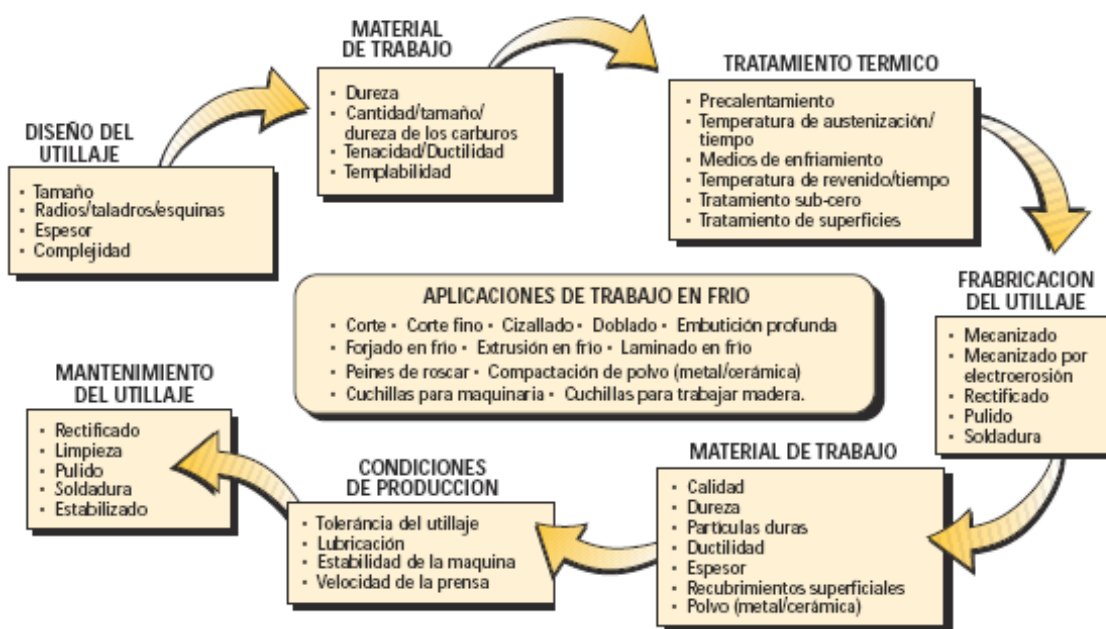 DISEÑO DEL
UTILLAJE
• Tamaño
• Radios/taladros/esquinas
• Espesor
• Complejidad
MATERIAL
DE TRABAJO
• Dureza
• Cantidad/tamaño/
dureza de los carburos
• Tenacidad/Ductilidad
• Templabilidad
TRATAMIENTO TERMICO
• Precalentamiento
• Temperatura de austenización/
tiempo
• Medios de enfriamiento
• Temperatura de revenido/tiempo
• Tratamiento sub-cero
• Tratamiento de superficies
FRABRICACION
DEL UTILLAJE
• Mecanizado
• Mecanizado por
electroerosión
• Rectificado
• Pulido
• Soldadura
MATERIAL DE TRABAJO
• Calidad
• Dureza
• Partículas duras
• Ductilidad
• Espesor
• Recubrimientos superficiales
• Polvo (metal/cerámica)
CONDICIONES
DE PRODUCCION
• Toleráncia del utillaje
• Lubricación
• Estabilidad de la maquina
• Velocidad de la prensa
MANTENIMIENTO
DEL UTILLAJE
• Rectificado
• Limpieza
• Pulido
• Soldadura
• Estabilizado
APLICACIONES DE TRABAJO EN FRIO
• Corte • Corte fino • Cizallado • Doblado • Embutición profunda
• Forjado en frío • Extrusión en frío • Laminado en frío
• Peines de roscar • Compactación de polvo (metal/cerámica)
• Cuchillas para maquinaria • Cuchillas para trabajar madera.